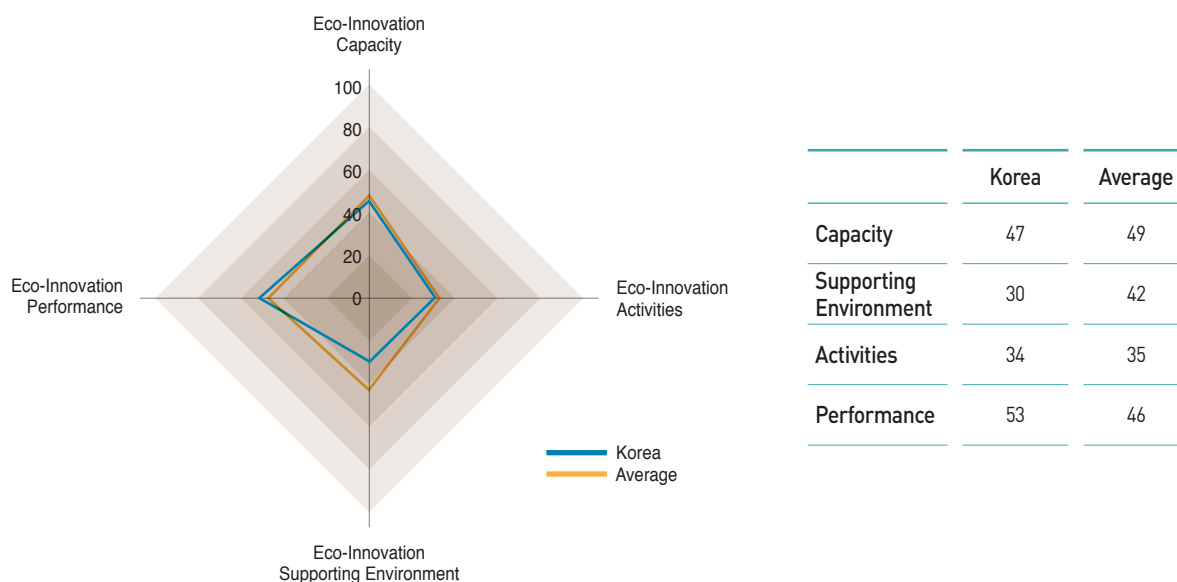 Eco-Innovation
Capacity
100
80
60
40
20
0
Eco-Innovation
Performance
Eco-Innovation
Activities
Korea
Average
Eco-Innovation
Supporting Environment
Korea Average
Capacity 47 49
Supporting
Environment 30 42
Activities 34 35
Performance 53 46